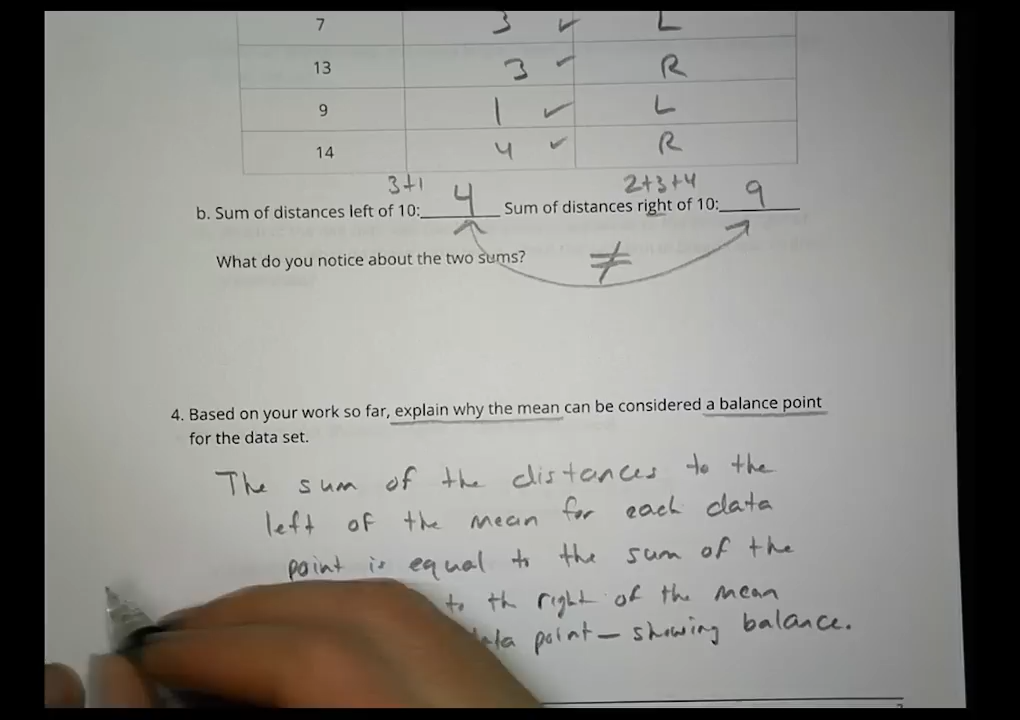 7 3 ✓ L
13 3 ✓ R
9 1 ✓ L
14 4 ✓ R
3+1 2+3+4
b. Sum of distances left of 10: 4 Sum of distances right of 10: 9
What do you notice about the two sums? ≠
4. Based on your work so far, explain why the mean can be considered a balance point
for the data set.
The sum of the distances to the
left of the mean for each data
point is equal to the sum of the
to th right of the mean
data point – showing balance.